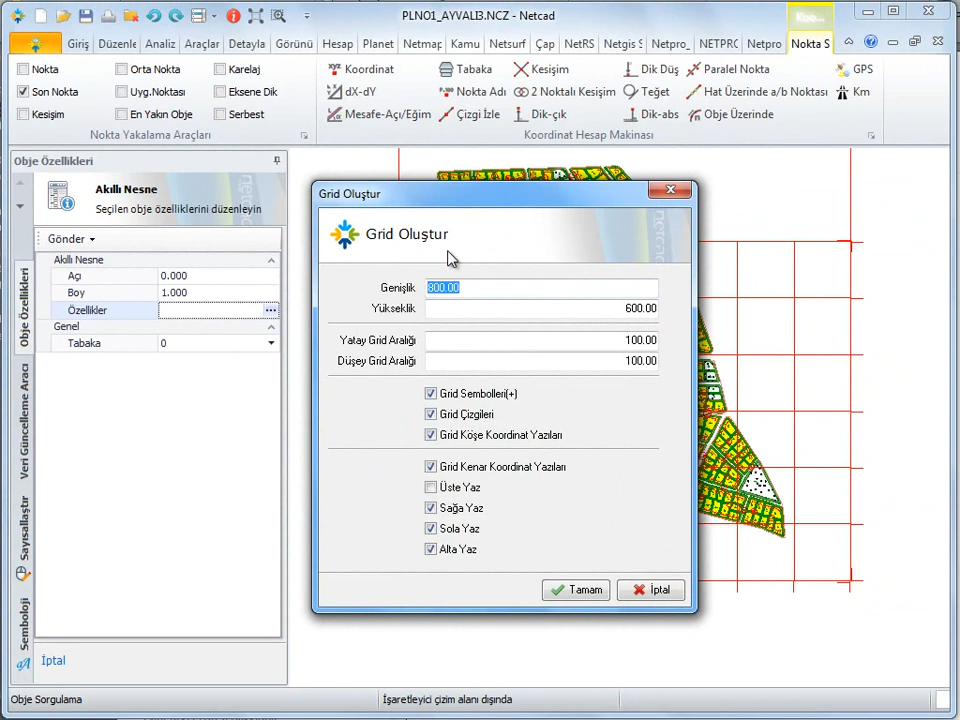 PLNO1_AYVALI3.NCZ - Netcad
Koo...
Giriş Düzenle Analiz Araçlar Detayla Görünü Hesap Planet Netmap Kamu Netsurf Çap NetRS Netgis S Netpro_ NETPRO Netpro Nokta S
Nokta Orta Nokta Karelaj
Son Nokta Uyg.Noktası Eksene Dik
Kesişim En Yakın Obje Serbest
Nokta Yakalama Araçları
Koordinat Tabaka Kesişim Dik Düş Paralel Nokta GPS
dX-dY Nokta Adı 2 Noktalı Kesişim Teğet Hat Üzerinde a/b Noktası Km
Mesafe-Açı/Eğim Çizgi İzle Dik-çık Dik-abs Obje Üzerinde
Koordinat Hesap Makinası
Obje Özellikleri
Akıllı Nesne
Seçilen obje özelliklerini düzenleyin
Gönder
Akıllı Nesne
Açı 0.000
Boy 1.000
Özellikler
Genel
Tabaka 0
Obje Özellikleri
Veri Güncelleme Aracı
Sayısallaştır
Semboloji
İptal
Grid Oluştur
Grid Oluştur
Genişlik 800.00
Yükseklik 600.00
Yatay Grid Aralığı 100.00
Düşey Grid Aralığı 100.00
Grid Sembolleri(+)
Grid Çizgileri
Grid Köşe Koordinat Yazıları
Grid Kenar Koordinat Yazıları
Üste Yaz
Sağa Yaz
Sola Yaz
Alta Yaz
Tamam İptal
Obje Sorgulama İşaretleyici çizim alanı dışında